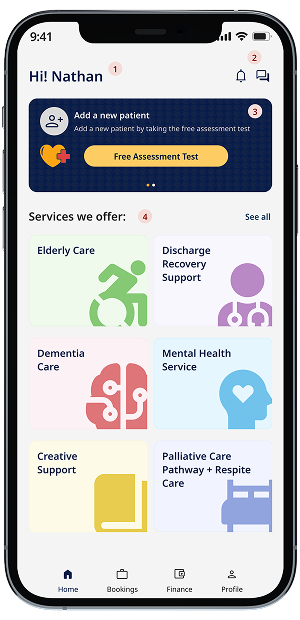 9:41
Hi! Nathan
1
2
Add a new patient
3
Add a new patient by taking the free assessment test
Free Assessment Test
Services we offer:
4
See all
Elderly Care
Discharge
Recovery
Support
Dementia
Care
Mental Health
Service
Creative
Support
Palliative Care
Pathway + Respite
Care
Home
Bookings
Finance
Profile